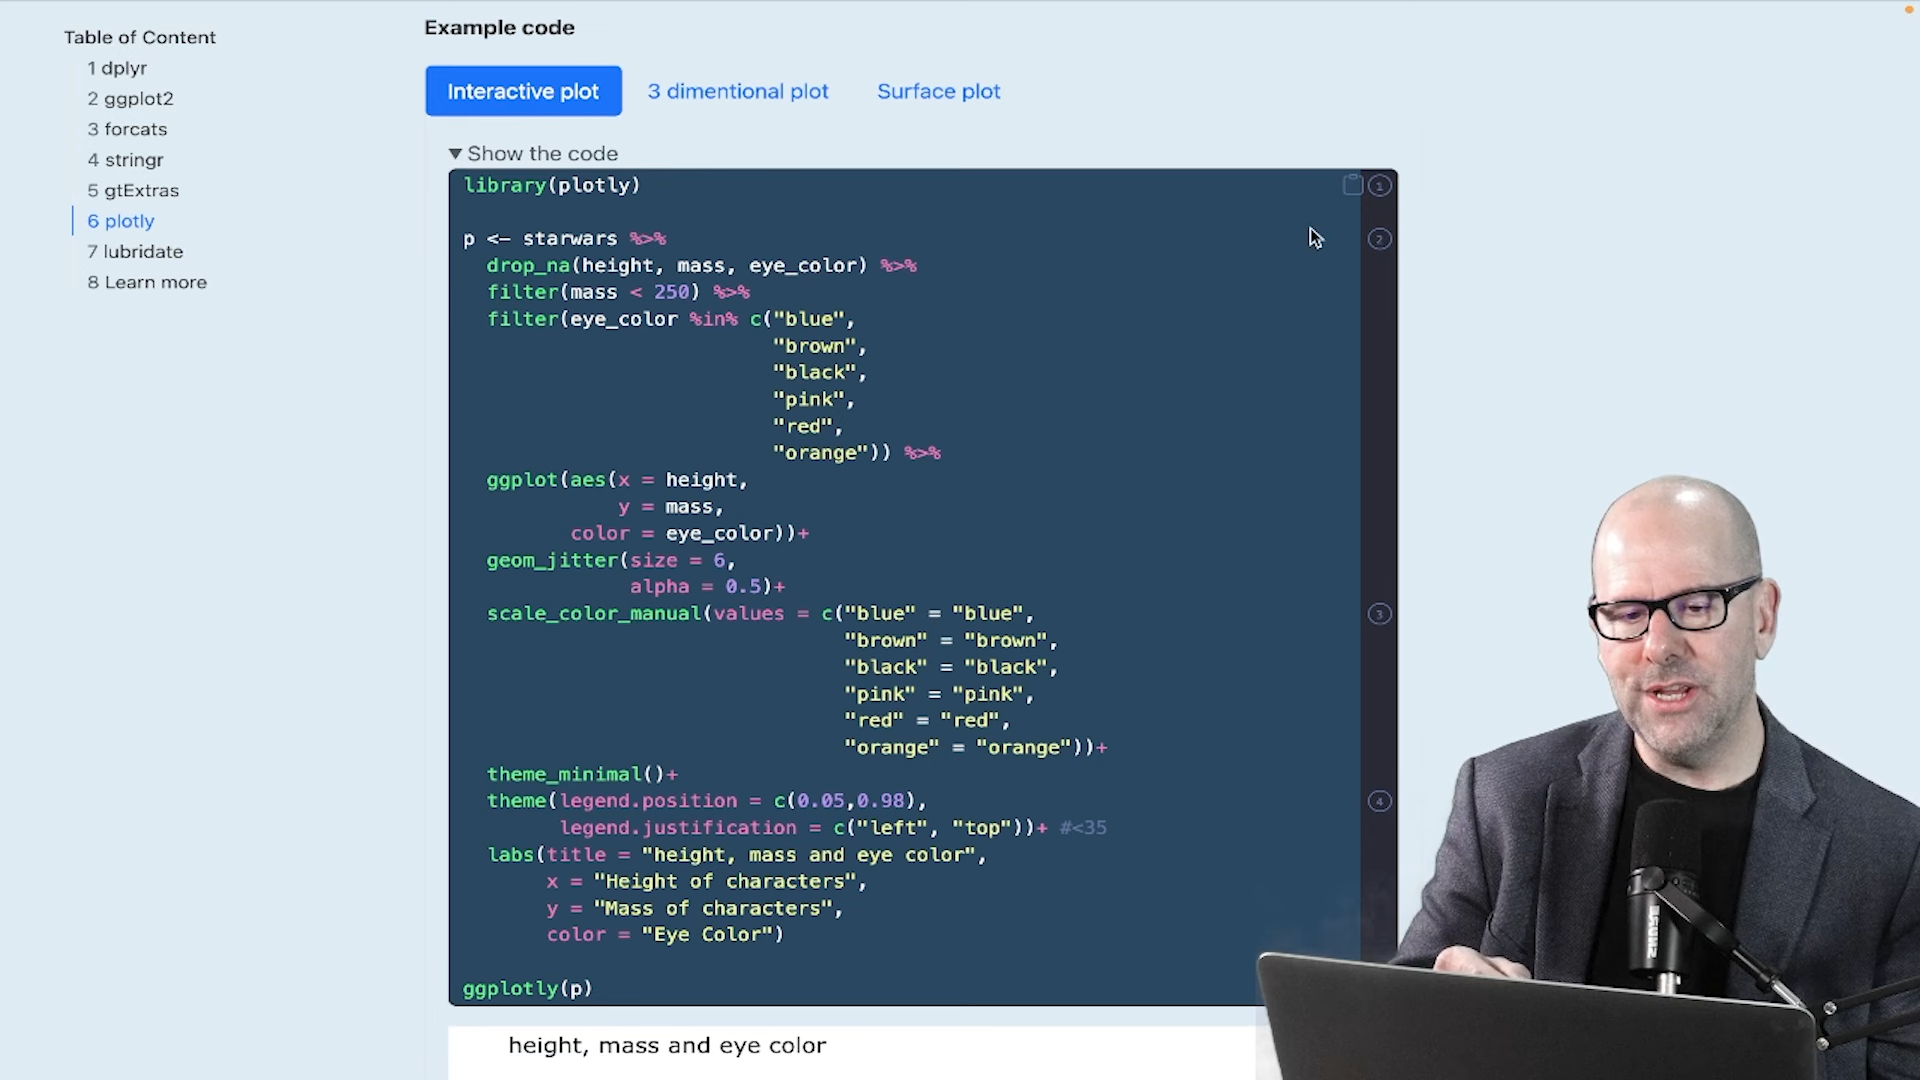 Table of Content
1 dplyr
2 ggplot2
3 forcats
4 stringr
5 gtExtras
6 plotly
7 lubridate
8 Learn more
Example code
Interactive plot
3 dimentional plot
Surface plot
▼ Show the code
library(plotly)
1
p <- starwars %>%
2
drop_na(height, mass, eye_color) %>%
filter(mass < 250) %>%
filter(eye_color %in% c("blue",
"brown",
"black",
"pink",
"red",
"orange")) %>%
ggplot(aes(x = height,
y = mass,
color = eye_color))+
geom_jitter(size = 6,
alpha = 0.5)+
scale_color_manual(values = c("blue" = "blue",
3
"brown" = "brown",
"black" = "black",
"pink" = "pink",
"red" = "red",
"orange" = "orange"))+
theme_minimal()+
theme(legend.position = c(0.05,0.98),
4
legend.justification = c("left", "top"))+ #<35
labs(title = "height, mass and eye color",
x = "Height of characters",
y = "Mass of characters",
color = "Eye Color")
ggplotly(p)
height, mass and eye color
SHURE